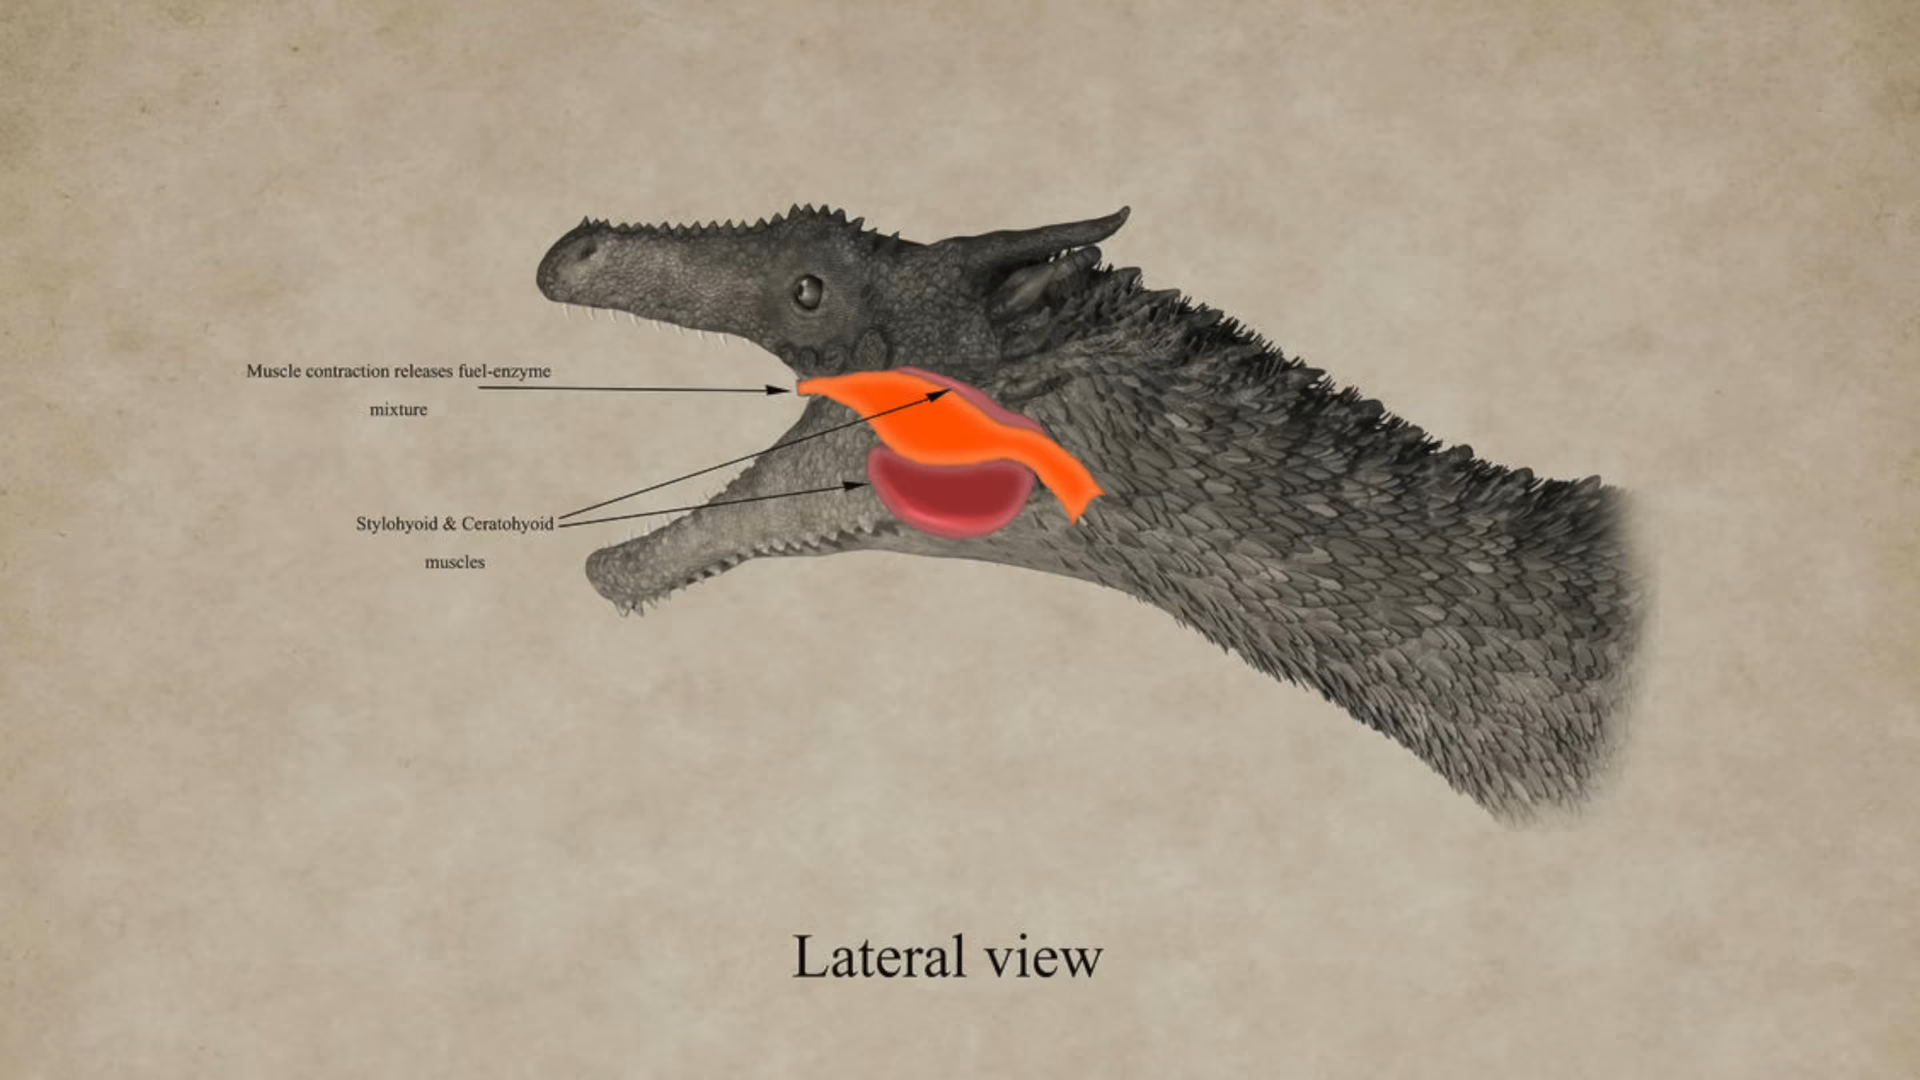 Muscle contraction releases fuel-enzyme
mixture
Stylohyoid & Ceratohyoid
muscles
Lateral view